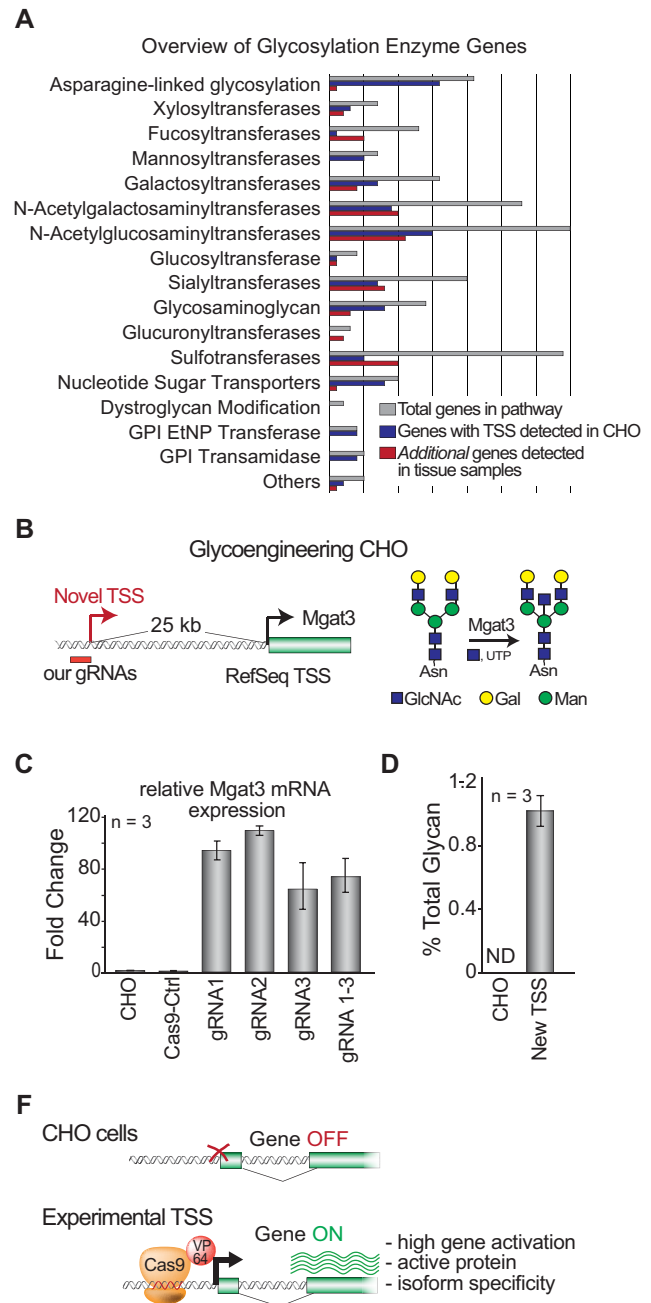 A
Overview of Glycosylation Enzyme Genes
Asparagine-linked glycosylation
Xylosyltransferases
Fucosyltransferases
Mannosyltransferases
Galactosyltransferases
N-Acetylgalactosaminyltransferases
N-Acetylglucosaminyltransferases
Glucosyltransferase
Sialyltransferases
Glycosaminoglycan
Glucuronyltransferases
Sulfotransferases
Nucleotide Sugar Transporters
Dystroglycan Modification
GPI EtNP Transferase
GPI Transamidase
Others
Total genes in pathway
Genes with TSS detected in CHO
Additional genes detected
in tissue samples
B
Glycoengineering CHO
Novel TSS
25 kb
Mgat3
our gRNAs
RefSeq TSS
Mgat3
, UTP
Asn
Asn
GlcNAc
Gal
Man
C
relative Mgat3 mRNA
expression
n = 3
Fold Change
120
80
40
0
CHO
Cas9-Ctrl
gRNA1
gRNA2
gRNA3
gRNA 1-3
D
n = 3
% Total Glycan
1-2
0.8
0.4
0
ND
CHO
New TSS
F
CHO cells
Gene OFF
Experimental TSS
Gene ON
Cas9
VP
64
- high gene activation
- active protein
- isoform specificity